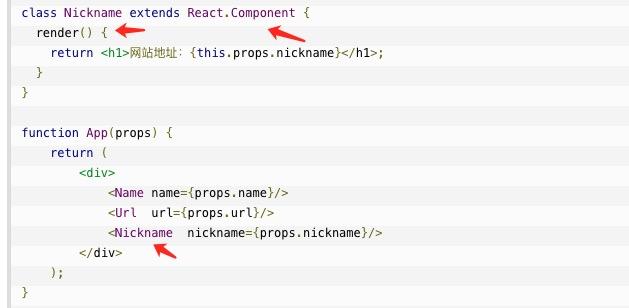 class Nickname extends React.Component {
  render() {
    return <h1>网站地址：{this.props.nickname}</h1>;
  }
}

function App(props) {
    return (
        <div>
            <Name name={props.name}/>
            <Url  url={props.url}/>
            <Nickname  nickname={props.nickname}/>
        </div>
    );
}